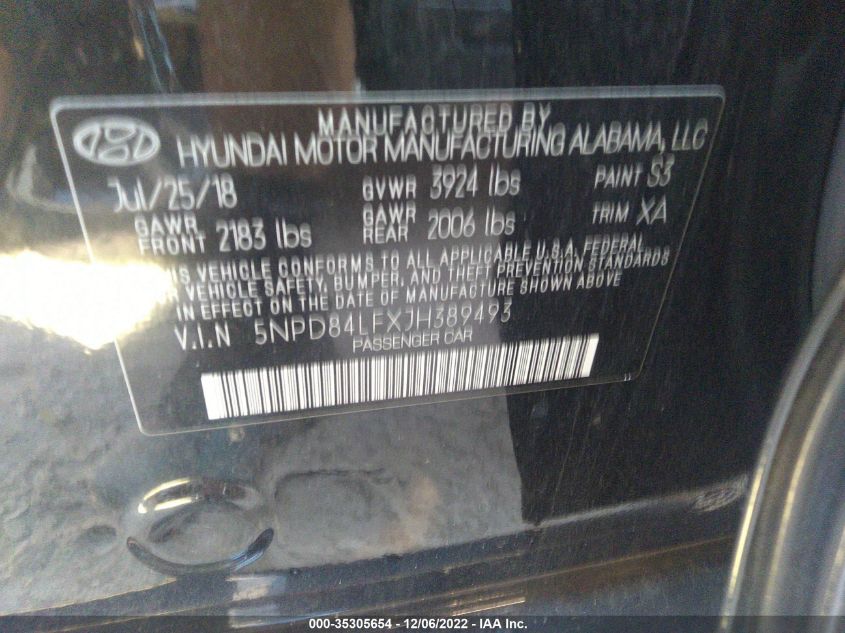 MANUFACTURED BY
HYUNDAI MOTOR MANUFACTURING ALABAMA, LLC
Jul/25/18 GVWR 3924 lbs PAINT S3
GAWR FRONT 2183 lbs GAWR REAR 2006 lbs TRIM XA
THIS VEHICLE CONFORMS TO ALL APPLICABLE U.S.A. FEDERAL
VEHICLE SAFETY, BUMPER, AND THEFT PREVENTION STANDARDS
IN EFFECT ON THE DATE OF MANUFACTURE SHOWN ABOVE
V.I.N 5NPD84LFXJH389493
PASSENGER CAR
000-35305654 - 12/06/2022 - IAA Inc.